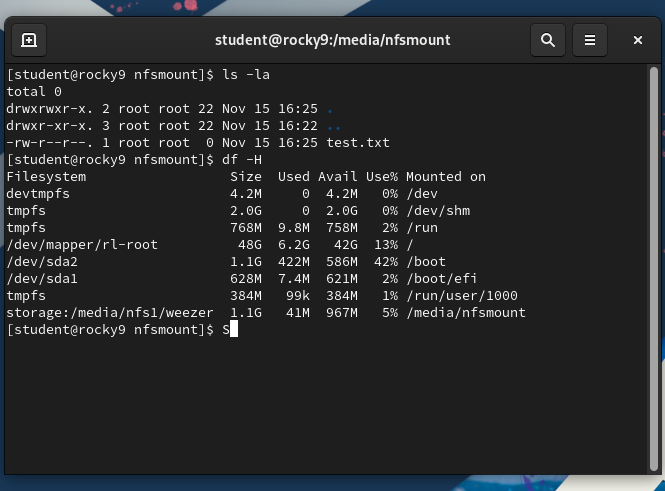 student@rocky9:/media/nfsmount
[student@rocky9 nfsmount]$ ls -la
total 0
drwxrwxr-x. 2 root root 22 Nov 15 16:25 .
drwxr-xr-x. 3 root root 22 Nov 15 16:22 ..
-rw-r--r--. 1 root root  0 Nov 15 16:25 test.txt
[student@rocky9 nfsmount]$ df -H
Filesystem                  Size  Used Avail Use% Mounted on
devtmpfs                    4.2M     0  4.2M   0% /dev
tmpfs                       2.0G     0  2.0G   0% /dev/shm
tmpfs                       768M  9.8M  758M   2% /run
/dev/mapper/rl-root          48G  6.2G   42G  13% /
/dev/sda2                   1.1G  422M  586M  42% /boot
/dev/sda1                   628M  7.4M  621M   2% /boot/efi
tmpfs                       384M   99k  384M   1% /run/user/1000
storage:/media/nfs1/weezer  1.1G   41M  967M   5% /media/nfsmount
[student@rocky9 nfsmount]$ S